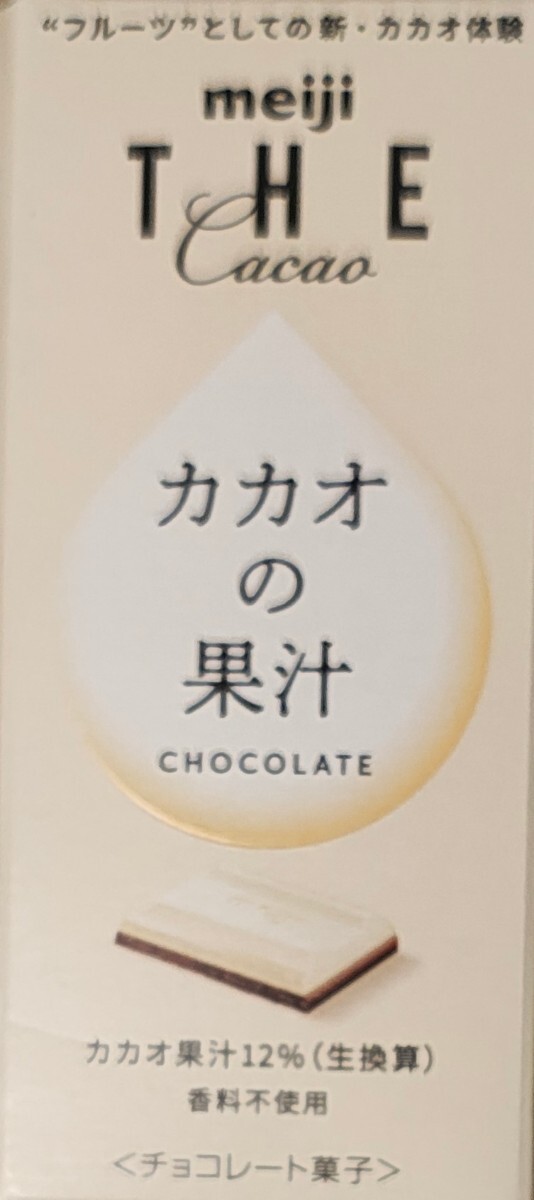 “フルーツ”としての新・カカオ体験
meiji
THE
Cacao
カカオ
の
果汁
CHOCOLATE
カカオ果汁12%(生換算)
香料不使用
<チョコレート菓子>